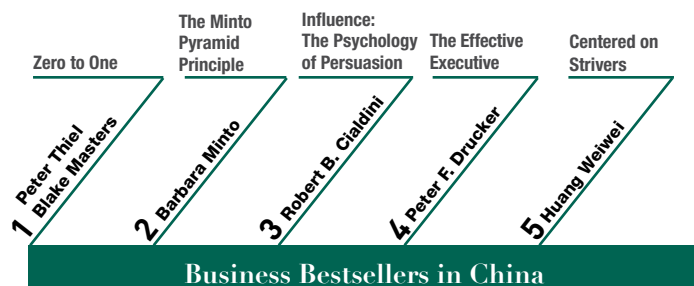 Zero to One
The Minto
Pyramid
Principle
Influence:
The Psychology
of Persuasion
The Effective
Executive
Centered on
Strivers
1 Peter Thiel
Blake Masters
2 Barbara Minto
3 Robert B. Cialdini
4 Peter F. Drucker
5 Huang Weiwei
Business Bestsellers in China